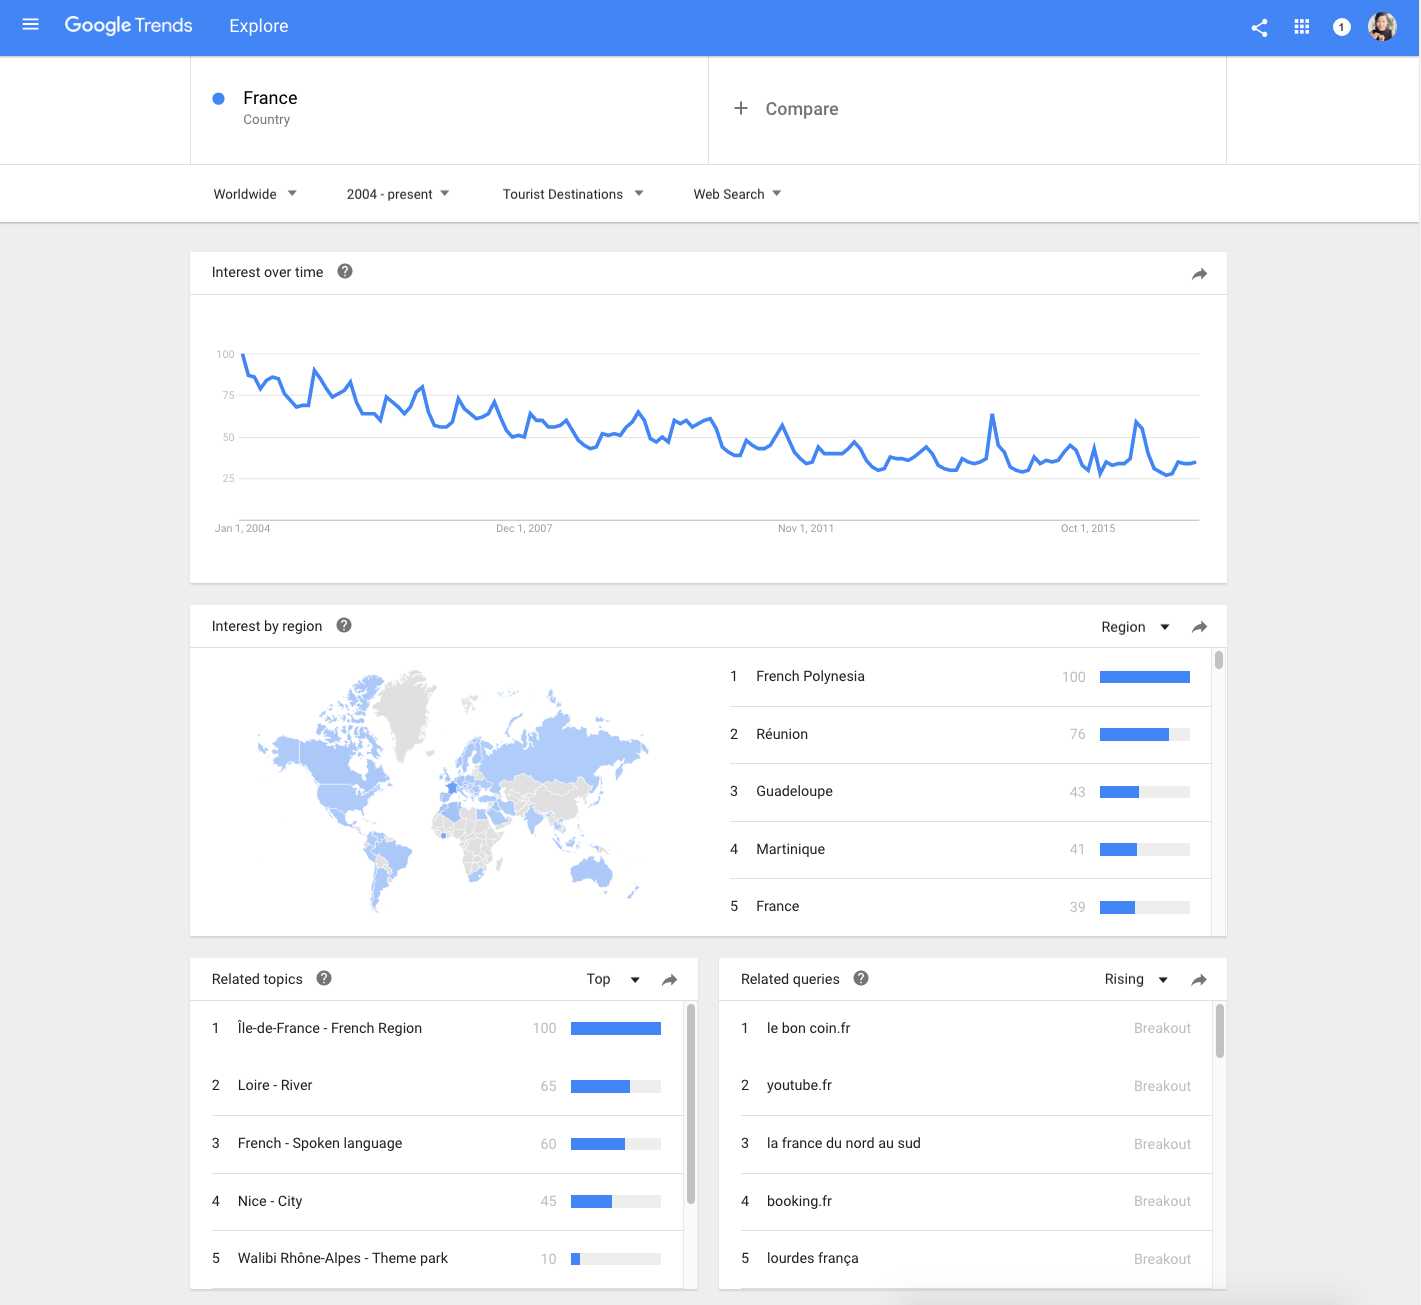 Google Trends Explore 1
France
Country
+ Compare
Worldwide 2004 - present Tourist Destinations Web Search
Interest over time ?
100
75
50
25
Jan 1, 2004 Dec 1, 2007 Nov 1, 2011 Oct 1, 2015
Interest by region ? Region
1 French Polynesia 100
2 Réunion 76
3 Guadeloupe 43
4 Martinique 41
5 France 39
Related topics ? Top
1 Île-de-France - French Region 100
2 Loire - River 65
3 French - Spoken language 60
4 Nice - City 45
5 Walibi Rhône-Alpes - Theme park 10
Related queries ? Rising
1 le bon coin.fr Breakout
2 youtube.fr Breakout
3 la france du nord au sud Breakout
4 booking.fr Breakout
5 lourdes frança Breakout